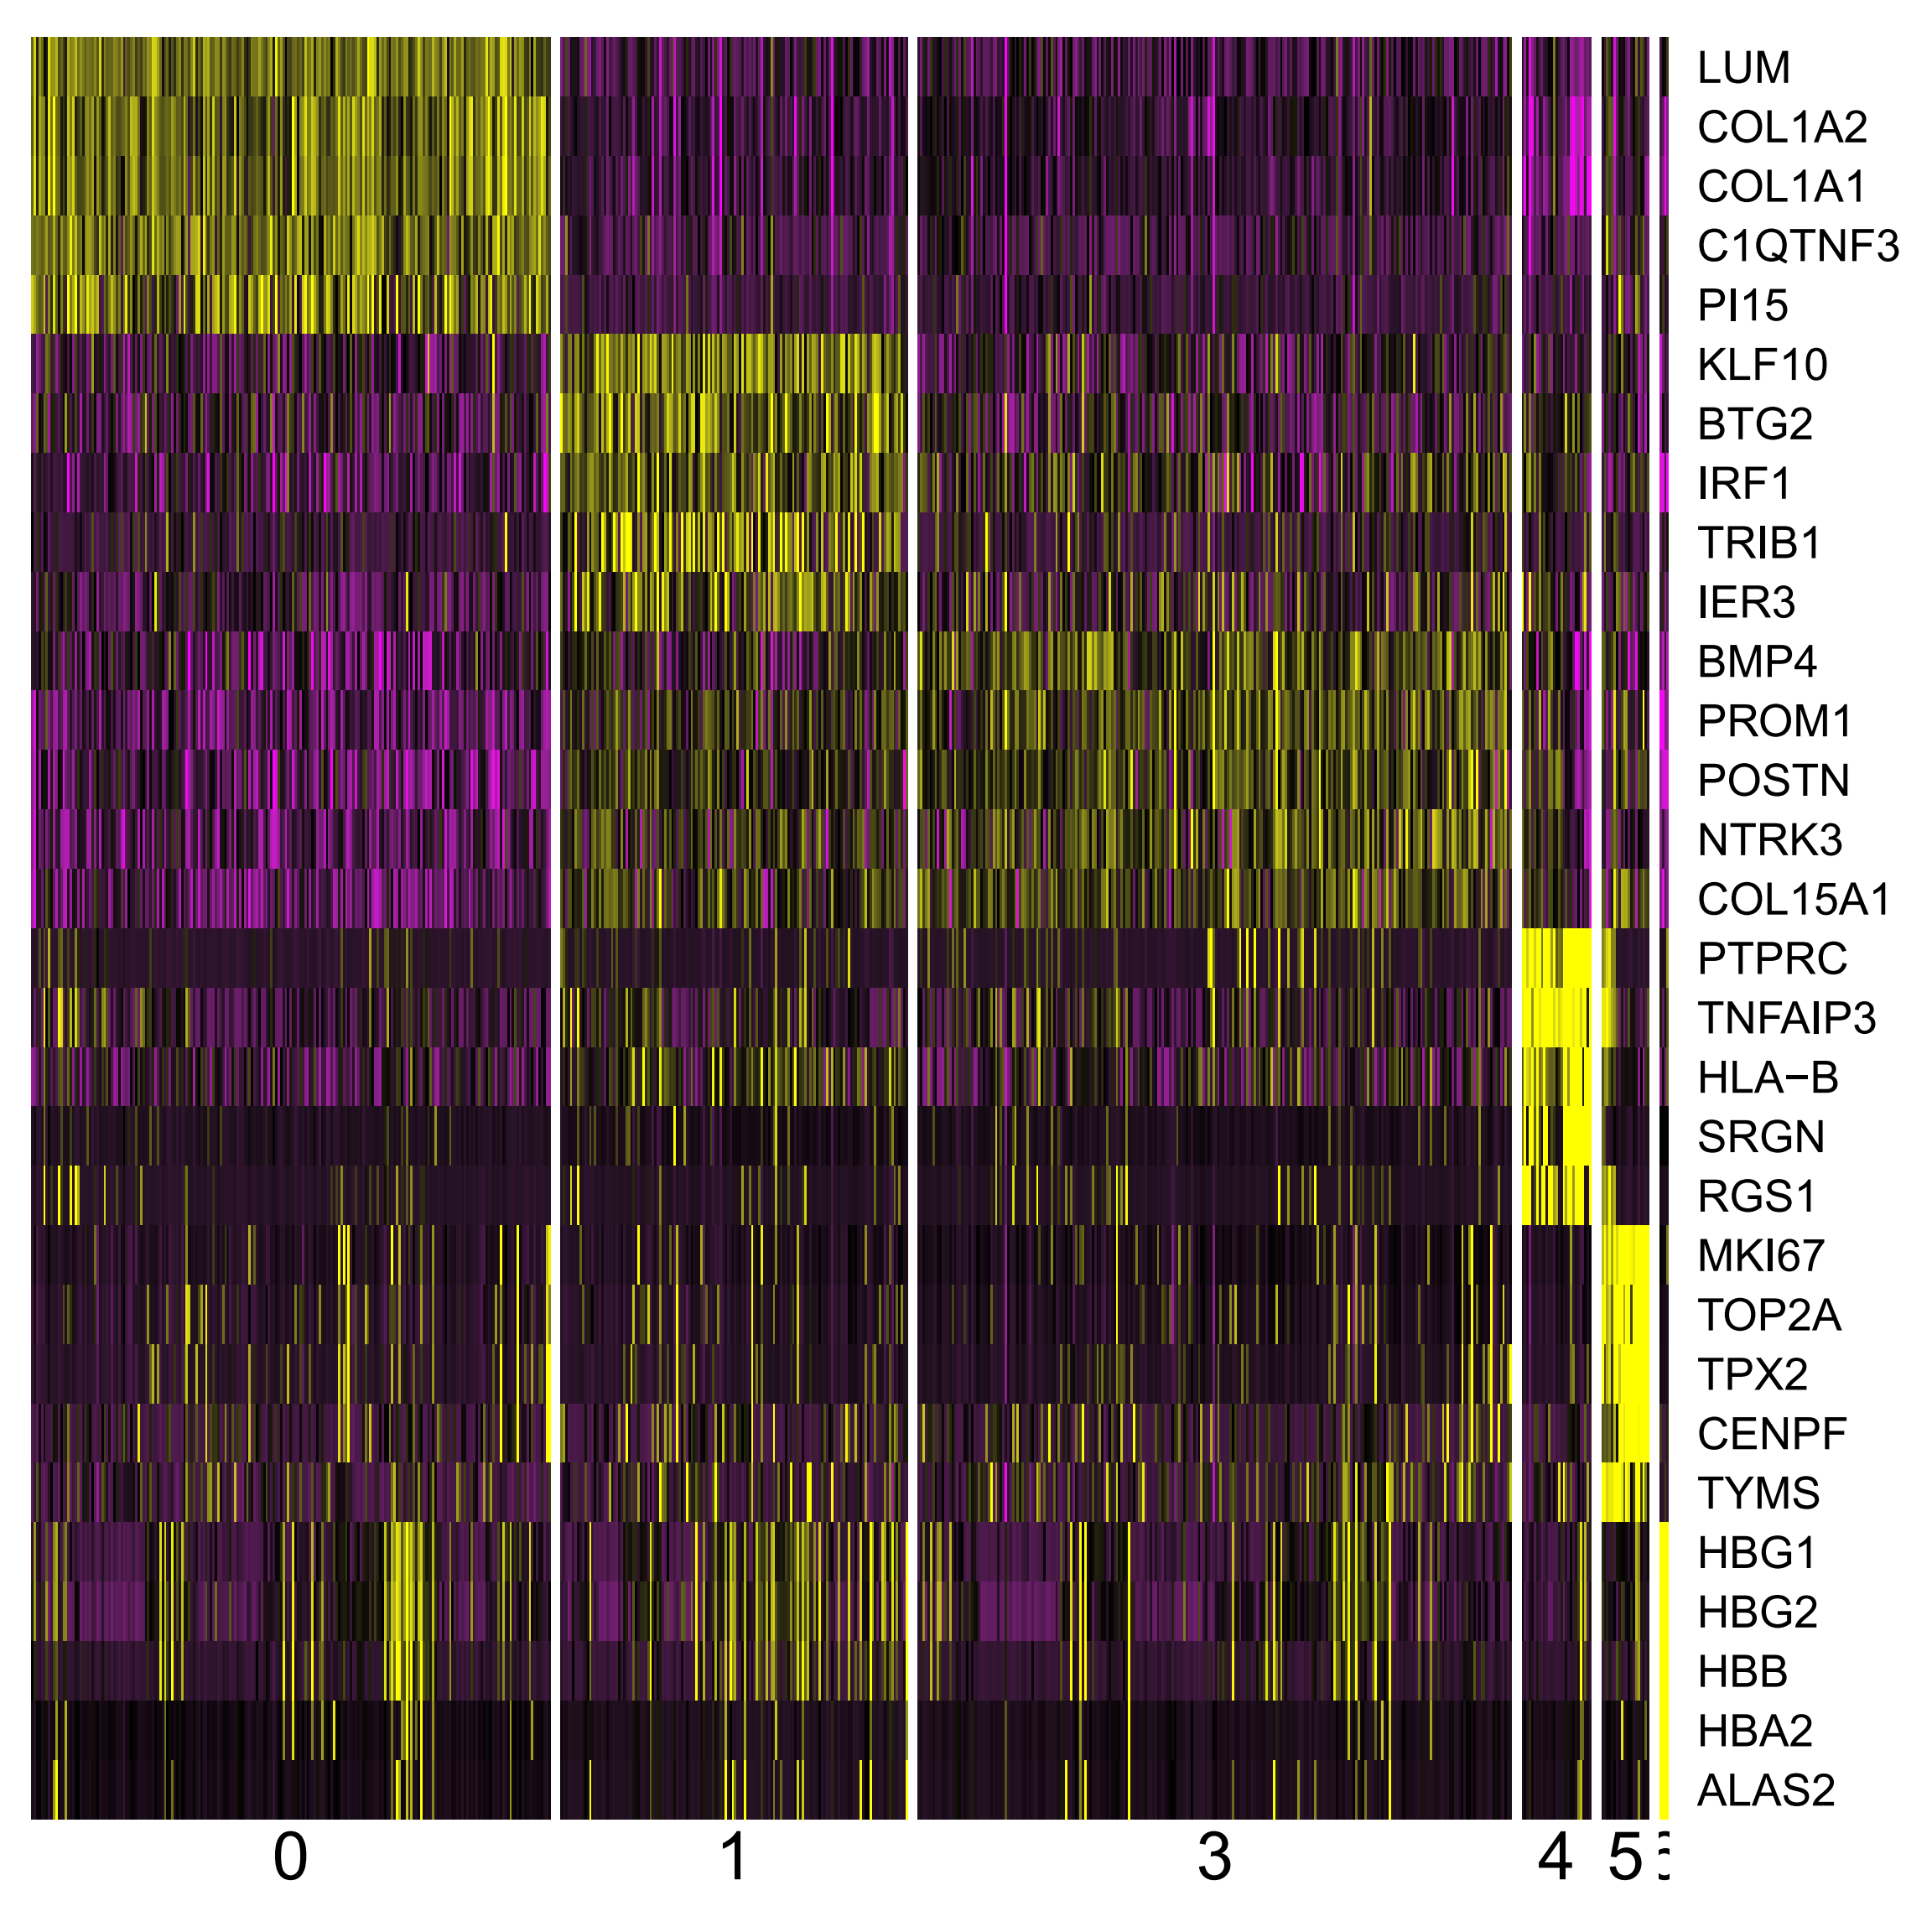 LUM
COL1A2
COL1A1
C1QTNF3
PI15
KLF10
BTG2
IRF1
TRIB1
IER3
BMP4
PROM1
POSTN
NTRK3
COL15A1
PTPRC
TNFAIP3
HLA−B
SRGN
RGS1
MKI67
TOP2A
TPX2
CENPF
TYMS
HBG1
HBG2
HBB
HBA2
ALAS2
0 1 3 4 5